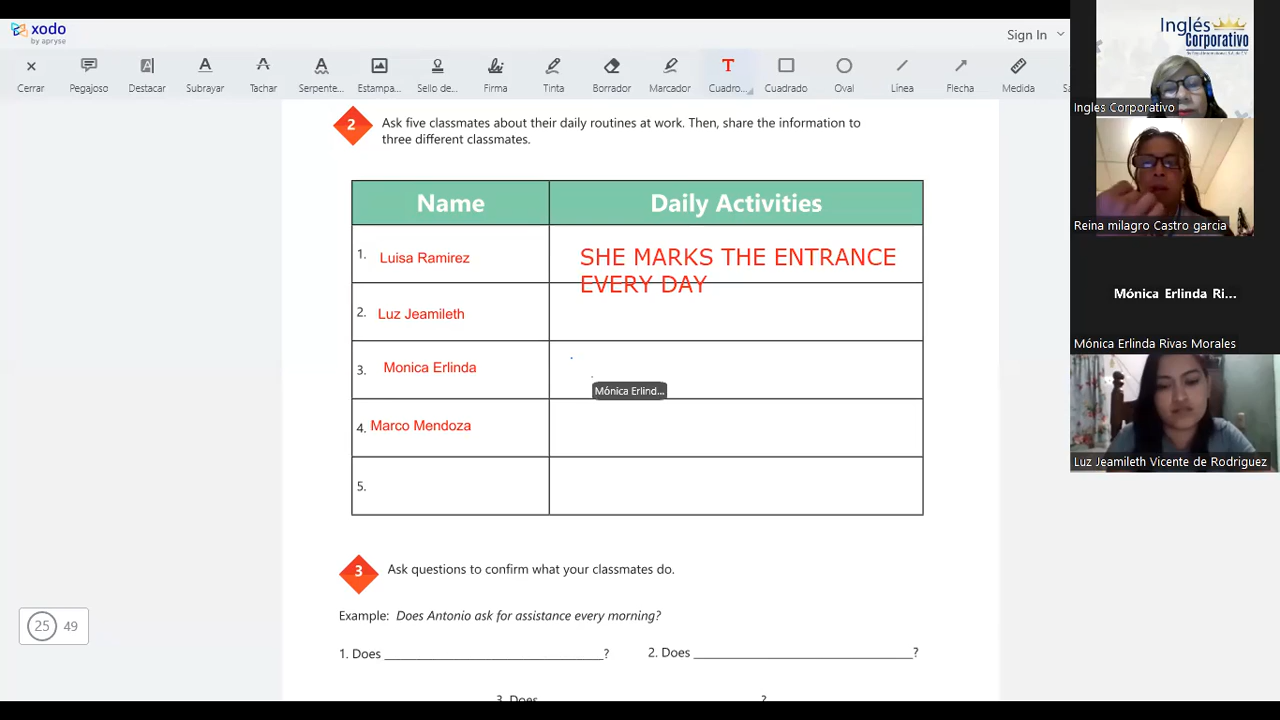 xodo
by apryse
Sign In
Cerrar
Pegajoso
Destacar
Subrayar
Tachar
Serpente...
Estampa...
Sello de...
Firma
Tinta
Borrador
Marcador
Cuadro...
Cuadrado
Oval
Línea
Flecha
Medida
2 Ask five classmates about their daily routines at work. Then, share the information to
three different classmates.
Name Daily Activities
1. Luisa Ramirez SHE MARKS THE ENTRANCE
EVERY DAY
2. Luz Jeamileth
3. Monica Erlinda
Mónica Erlind...
4. Marco Mendoza
5.
3 Ask questions to confirm what your classmates do.
Example: Does Antonio ask for assistance every morning?
1. Does ______________________________?
2. Does ______________________________?
3. Does ?
25 49
Inglés
Corporativo
Ingles Corporativo
Reina milagro Castro garcia
Mónica Erlinda Ri...
Mónica Erlinda Rivas Morales
Luz Jeamileth Vicente de Rodriguez